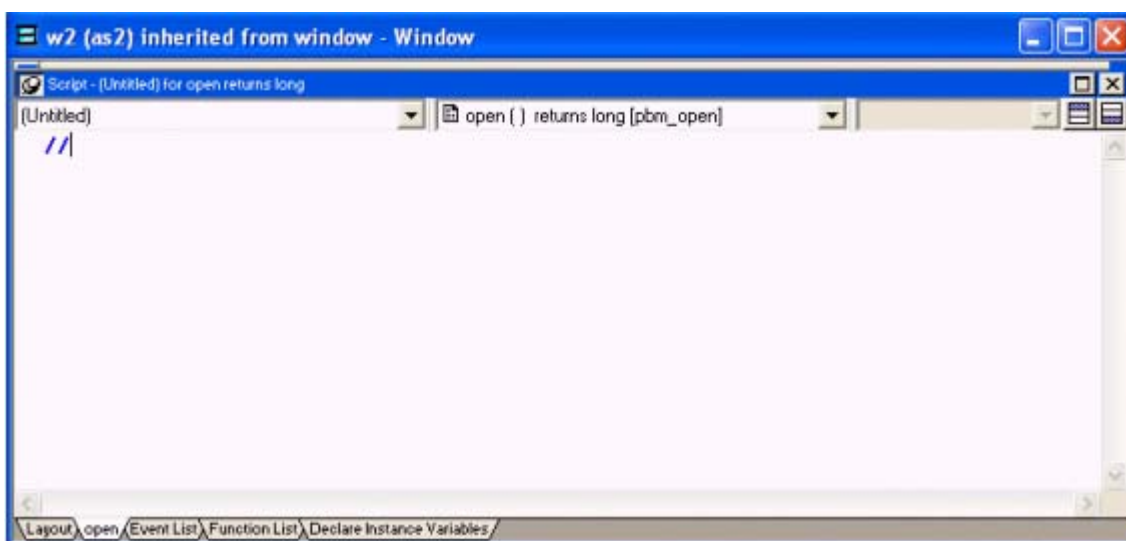 w2 (as2) inherited from window - Window
Script - (Untitled) for open returns long
(Untitled) open ( ) returns long [pbm_open]
//
Layout open Event List Function List Declare Instance Variables